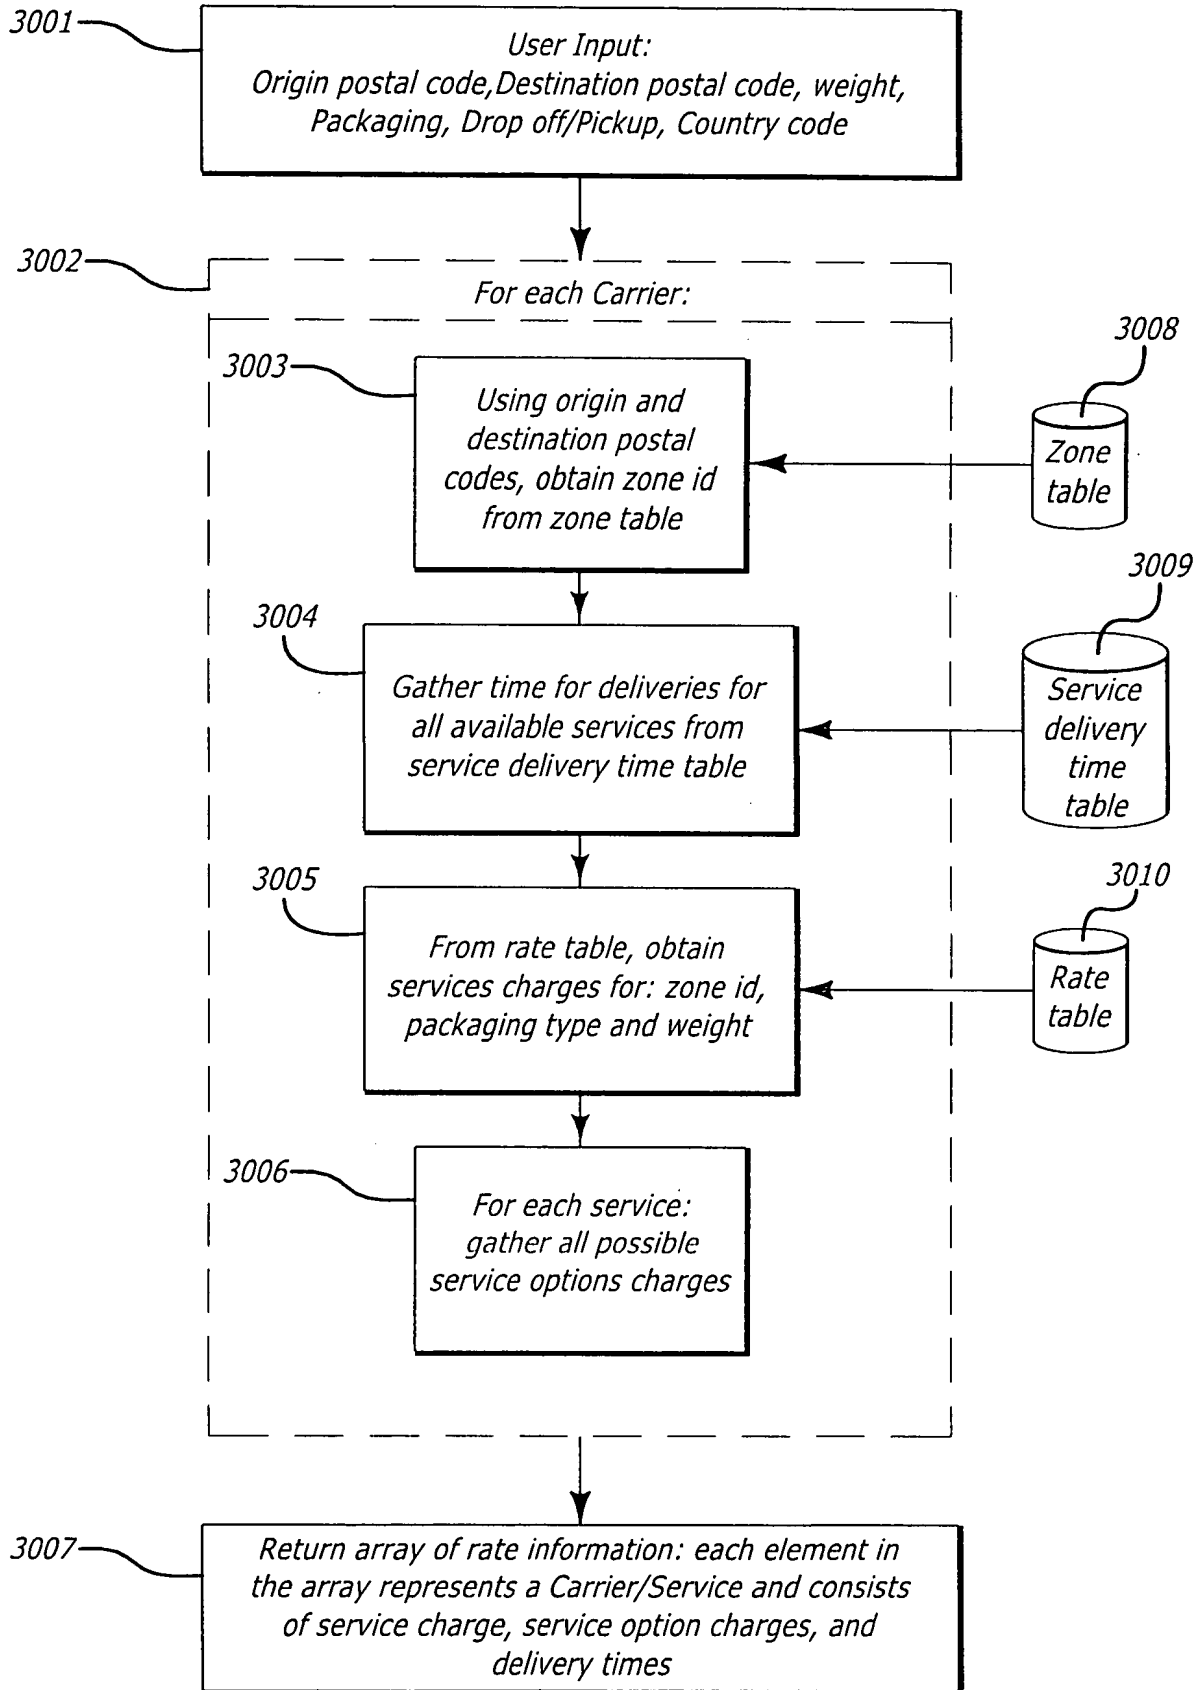 3001
User Input:
Origin postal code,Destination postal code, weight,
Packaging, Drop off/Pickup, Country code
3002
For each Carrier:
3003
Using origin and
destination postal
codes, obtain zone id
from zone table
3008
Zone
table
3004
Gather time for deliveries for
all available services from
service delivery time table
3009
Service
delivery
time
table
3005
From rate table, obtain
services charges for: zone id,
packaging type and weight
3010
Rate
table
3006
For each service:
gather all possible
service options charges
3007
Return array of rate information: each element in
the array represents a Carrier/Service and consists
of service charge, service option charges, and
delivery times